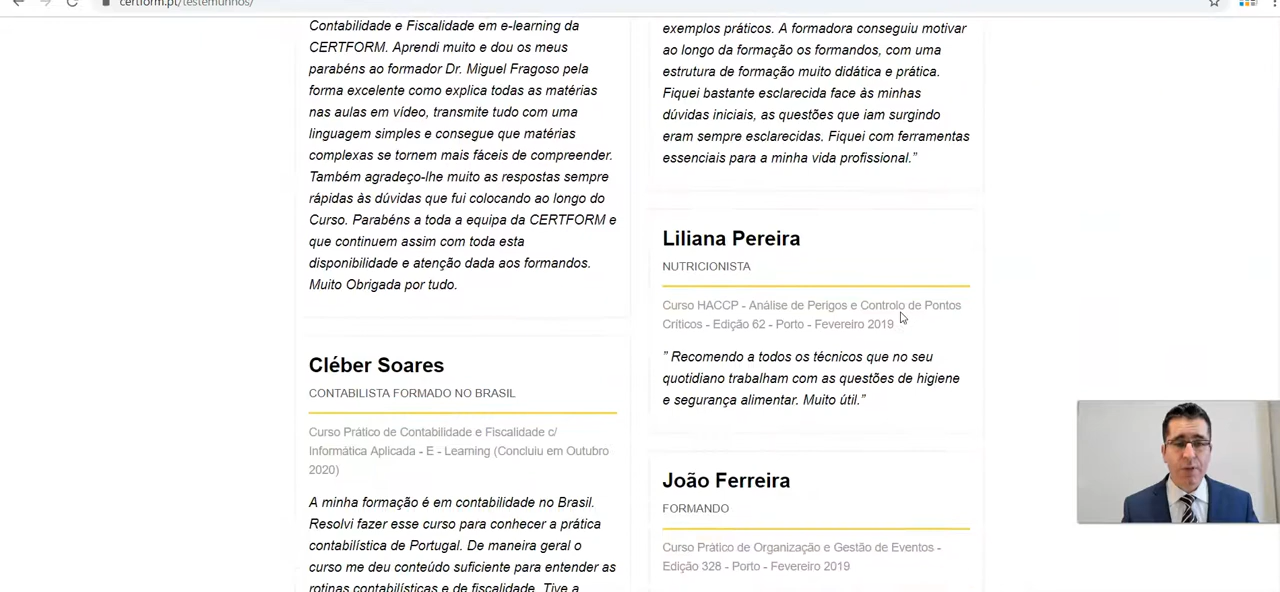 certform.pt/testemunhos/
Contabilidade e Fiscalidade em e-learning da
CERTFORM. Aprendi muito e dou os meus
parabéns ao formador Dr. Miguel Fragoso pela
forma excelente como explica todas as matérias
nas aulas em vídeo, transmite tudo com uma
linguagem simples e consegue que matérias
complexas se tornem mais fáceis de compreender.
Também agradeço-lhe muito as respostas sempre
rápidas às dúvidas que fui colocando ao longo do
Curso. Parabéns a toda a equipa da CERTFORM e
que continuem assim com toda esta
disponibilidade e atenção dada aos formandos.
Muito Obrigada por tudo.
Cléber Soares
CONTABILISTA FORMADO NO BRASIL
Curso Prático de Contabilidade e Fiscalidade c/
Informática Aplicada - E - Learning (Concluiu em Outubro
2020)
A minha formação é em contabilidade no Brasil.
Resolvi fazer esse curso para conhecer a prática
contabilística de Portugal. De maneira geral o
curso me deu conteúdo suficiente para entender as
rotinas contabilísticas e de fiscalidade. Tive a
exemplos práticos. A formadora conseguiu motivar
ao longo da formação os formandos, com uma
estrutura de formação muito didática e prática.
Fiquei bastante esclarecida face às minhas
dúvidas iniciais, as questões que iam surgindo
eram sempre esclarecidas. Fiquei com ferramentas
essenciais para a minha vida profissional.”
Liliana Pereira
NUTRICIONISTA
Curso HACCP - Análise de Perigos e Controlo de Pontos
Críticos - Edição 62 - Porto - Fevereiro 2019
” Recomendo a todos os técnicos que no seu
quotidiano trabalham com as questões de higiene
e segurança alimentar. Muito útil.”
João Ferreira
FORMANDO
Curso Prático de Organização e Gestão de Eventos -
Edição 328 - Porto - Fevereiro 2019